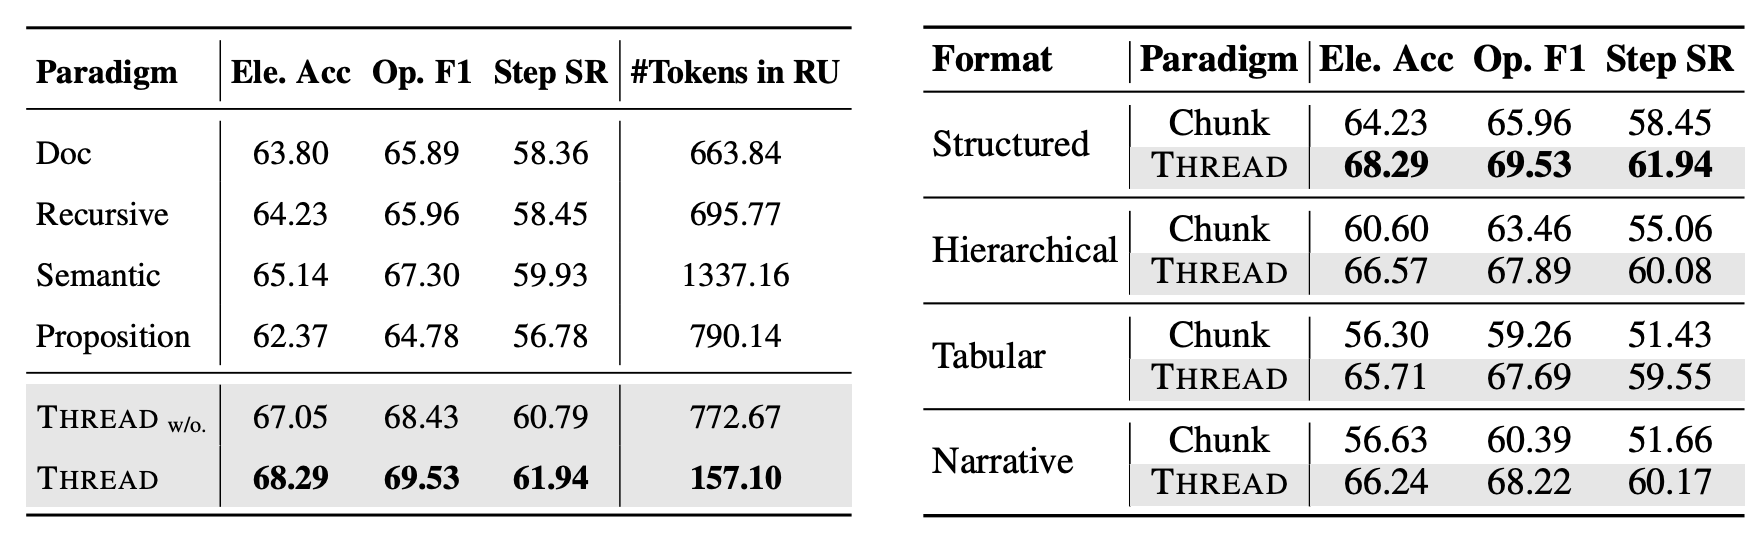 Paradigm Ele. Acc Op. F1 Step SR #Tokens in RU
Doc 63.80 65.89 58.36 663.84
Recursive 64.23 65.96 58.45 695.77
Semantic 65.14 67.30 59.93 1337.16
Proposition 62.37 64.78 56.78 790.14
THREAD w/o. 67.05 68.43 60.79 772.67
THREAD 68.29 69.53 61.94 157.10
Format Paradigm Ele. Acc Op. F1 Step SR
Structured
Chunk 64.23 65.96 58.45
THREAD 68.29 69.53 61.94
Hierarchical
Chunk 60.60 63.46 55.06
THREAD 66.57 67.89 60.08
Tabular
Chunk 56.30 59.26 51.43
THREAD 65.71 67.69 59.55
Narrative
Chunk 56.63 60.39 51.66
THREAD 66.24 68.22 60.17